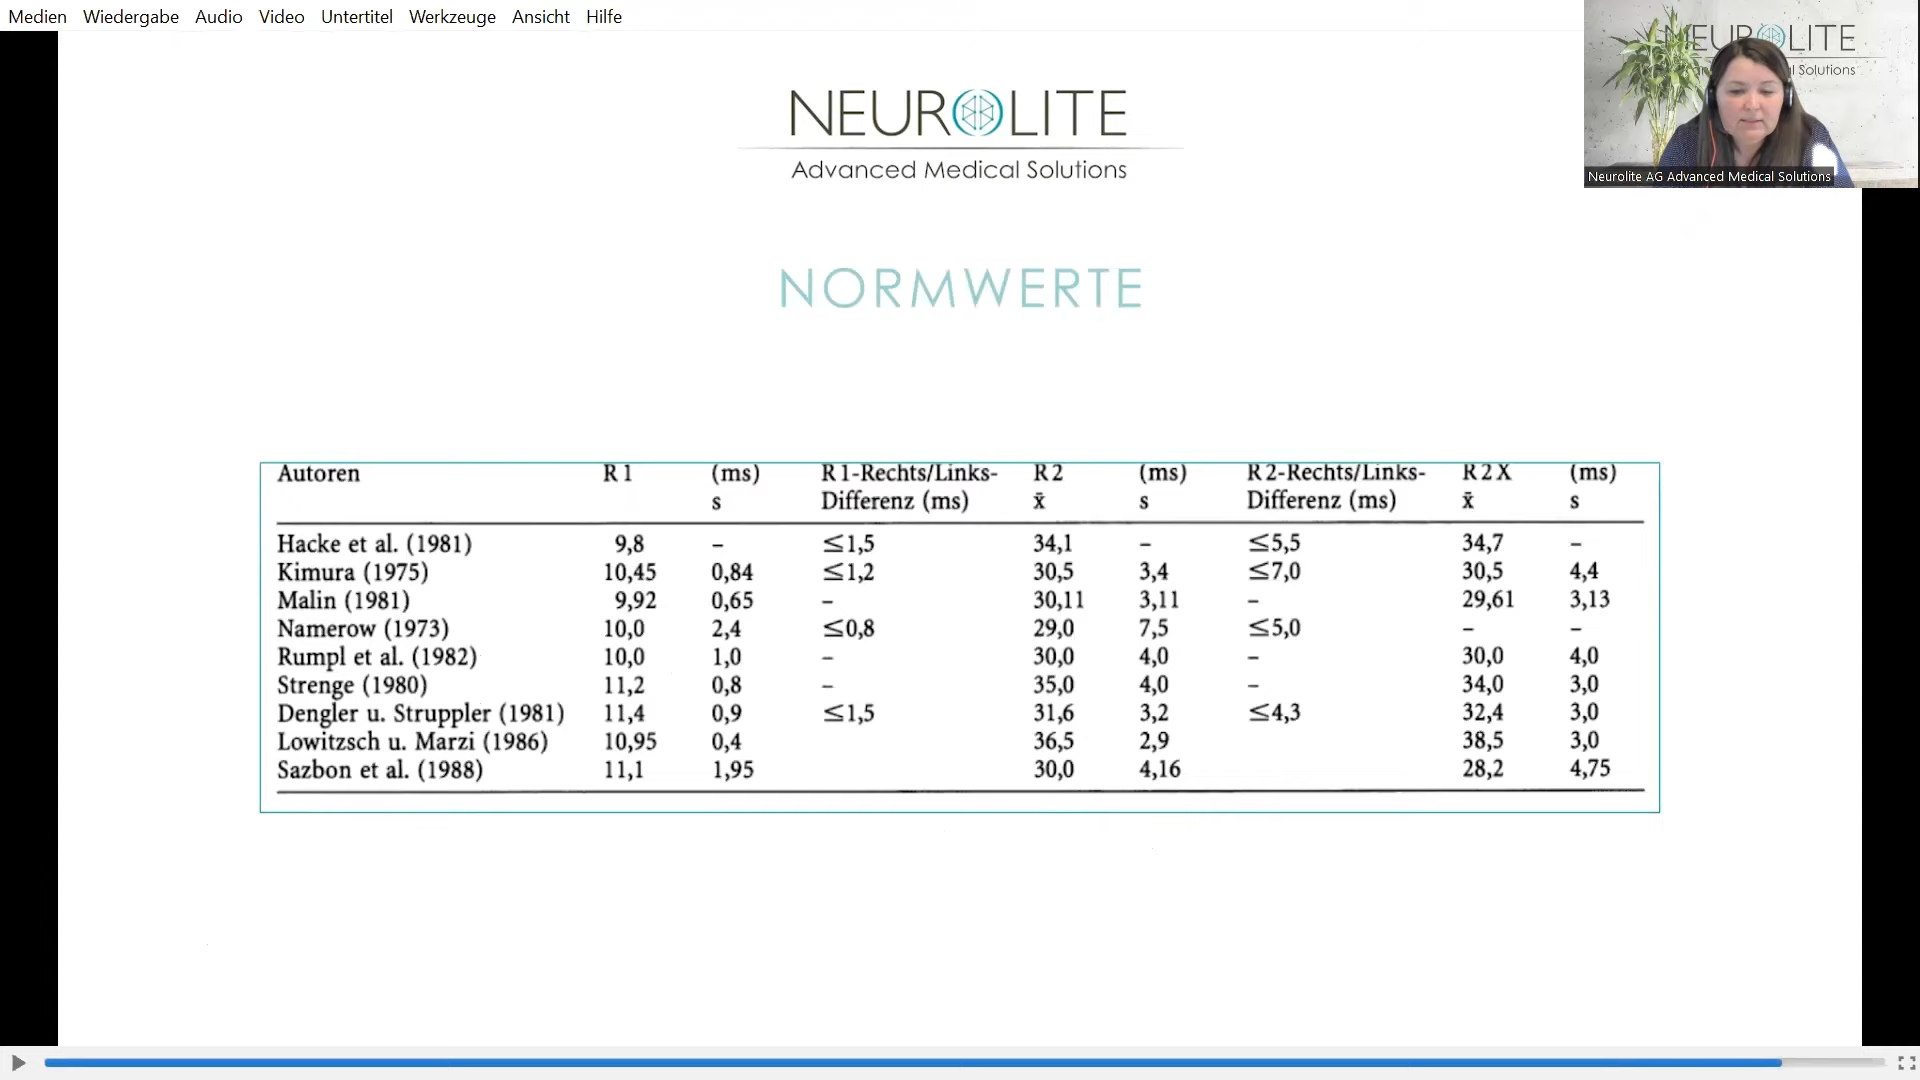 Medien Wiedergabe Audio Video Untertitel Werkzeuge Ansicht Hilfe
NEUROLITE
Solutions
Neurolite AG Advanced Medical Solutions
NEUROLITE
Advanced Medical Solutions
NORMWERTE
Autoren R 1 (ms) R 1-Rechts/Links- R 2 (ms) R 2-Rechts/Links- R 2 X (ms)
s Differenz (ms) x̄ s Differenz (ms) x̄ s
Hacke et al. (1981) 9,8 – ≤1,5 34,1 – ≤5,5 34,7 –
Kimura (1975) 10,45 0,84 ≤1,2 30,5 3,4 ≤7,0 30,5 4,4
Malin (1981) 9,92 0,65 – 30,11 3,11 – 29,61 3,13
Namerow (1973) 10,0 2,4 ≤0,8 29,0 7,5 ≤5,0 – –
Rumpl et al. (1982) 10,0 1,0 – 30,0 4,0 – 30,0 4,0
Strenge (1980) 11,2 0,8 – 35,0 4,0 – 34,0 3,0
Dengler u. Struppler (1981) 11,4 0,9 ≤1,5 31,6 3,2 ≤4,3 32,4 3,0
Lowitzsch u. Marzi (1986) 10,95 0,4 36,5 2,9 38,5 3,0
Sazbon et al. (1988) 11,1 1,95 30,0 4,16 28,2 4,75